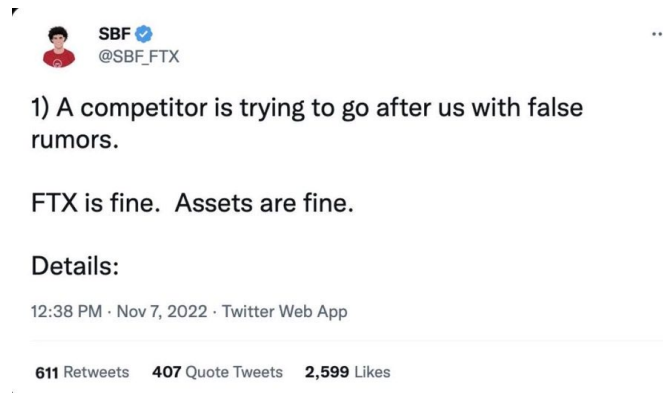 SBF
@SBF_FTX
1) A competitor is trying to go after us with false
rumors.
FTX is fine.  Assets are fine.
Details:
12:38 PM · Nov 7, 2022 · Twitter Web App
611 Retweets 407 Quote Tweets 2,599 Likes